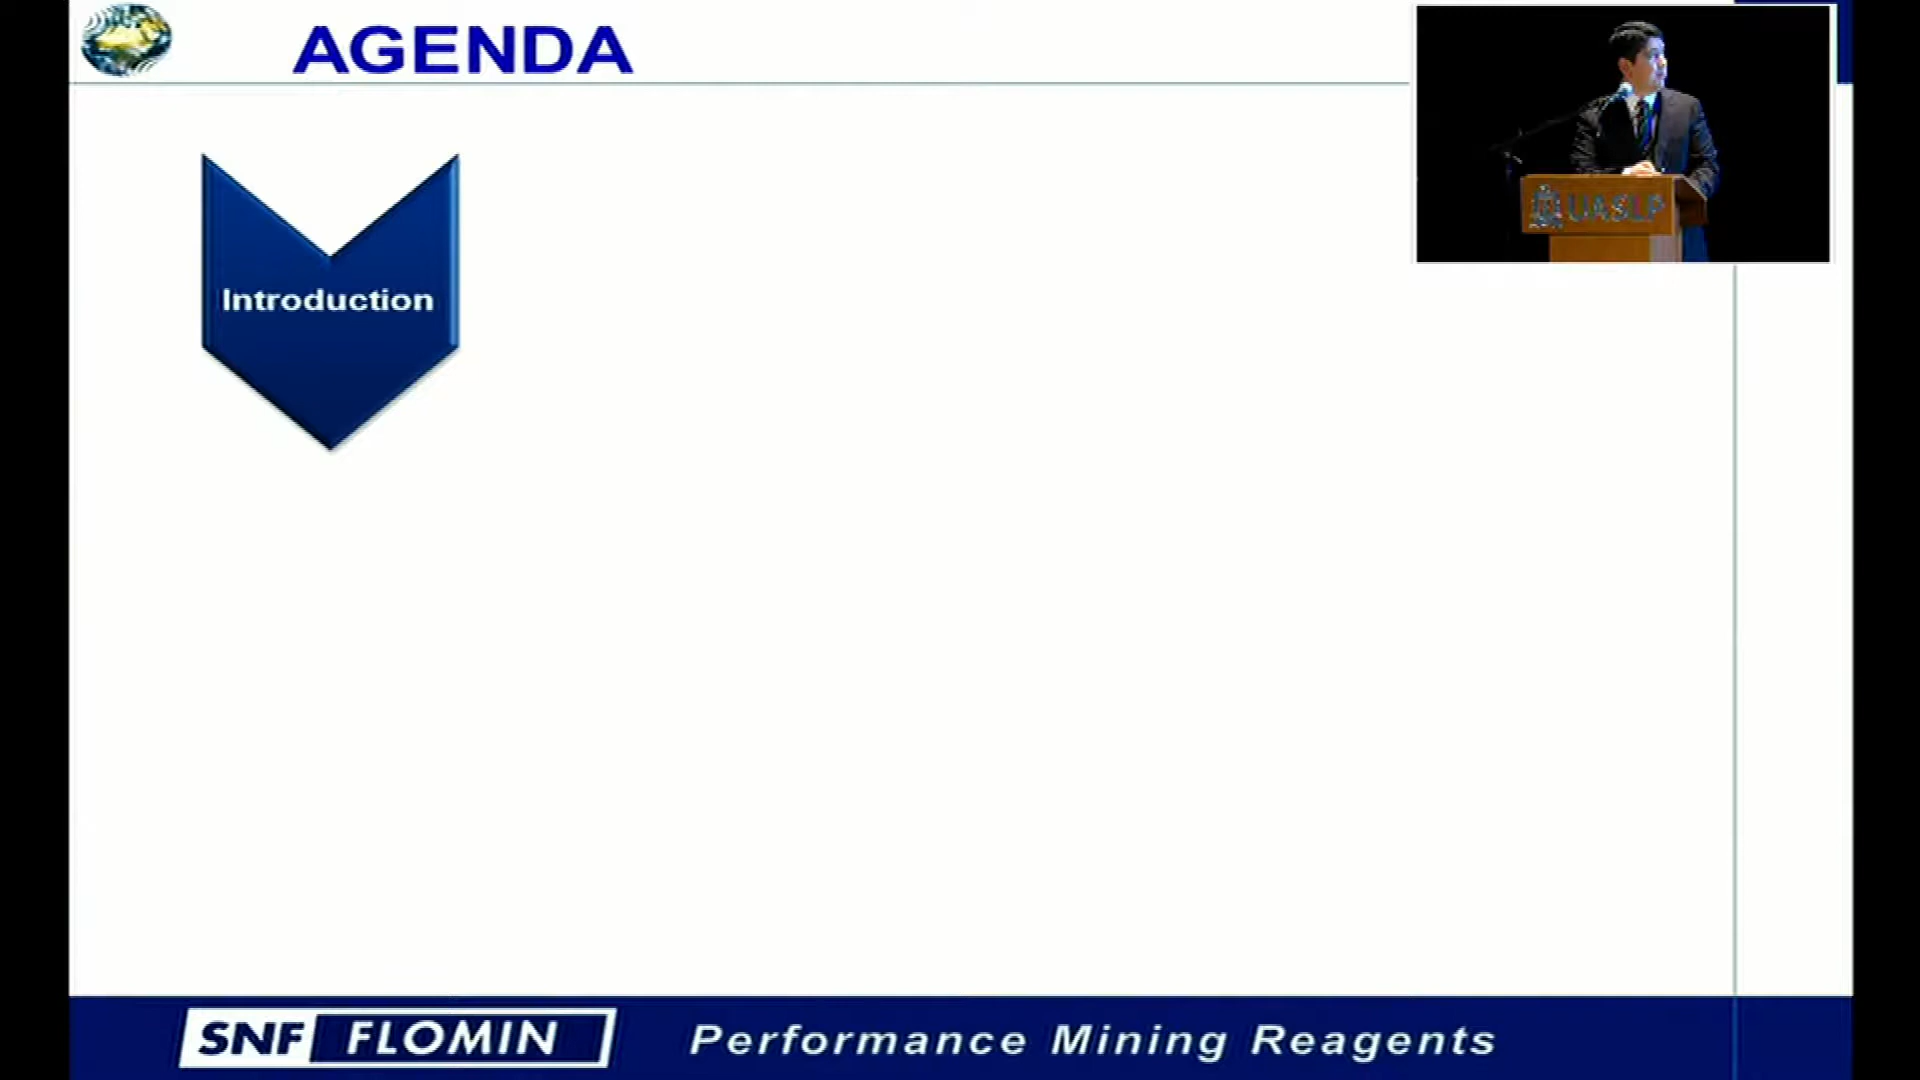 AGENDA
UASLP
Introduction
SNF FLOMIN
Performance Mining Reagents